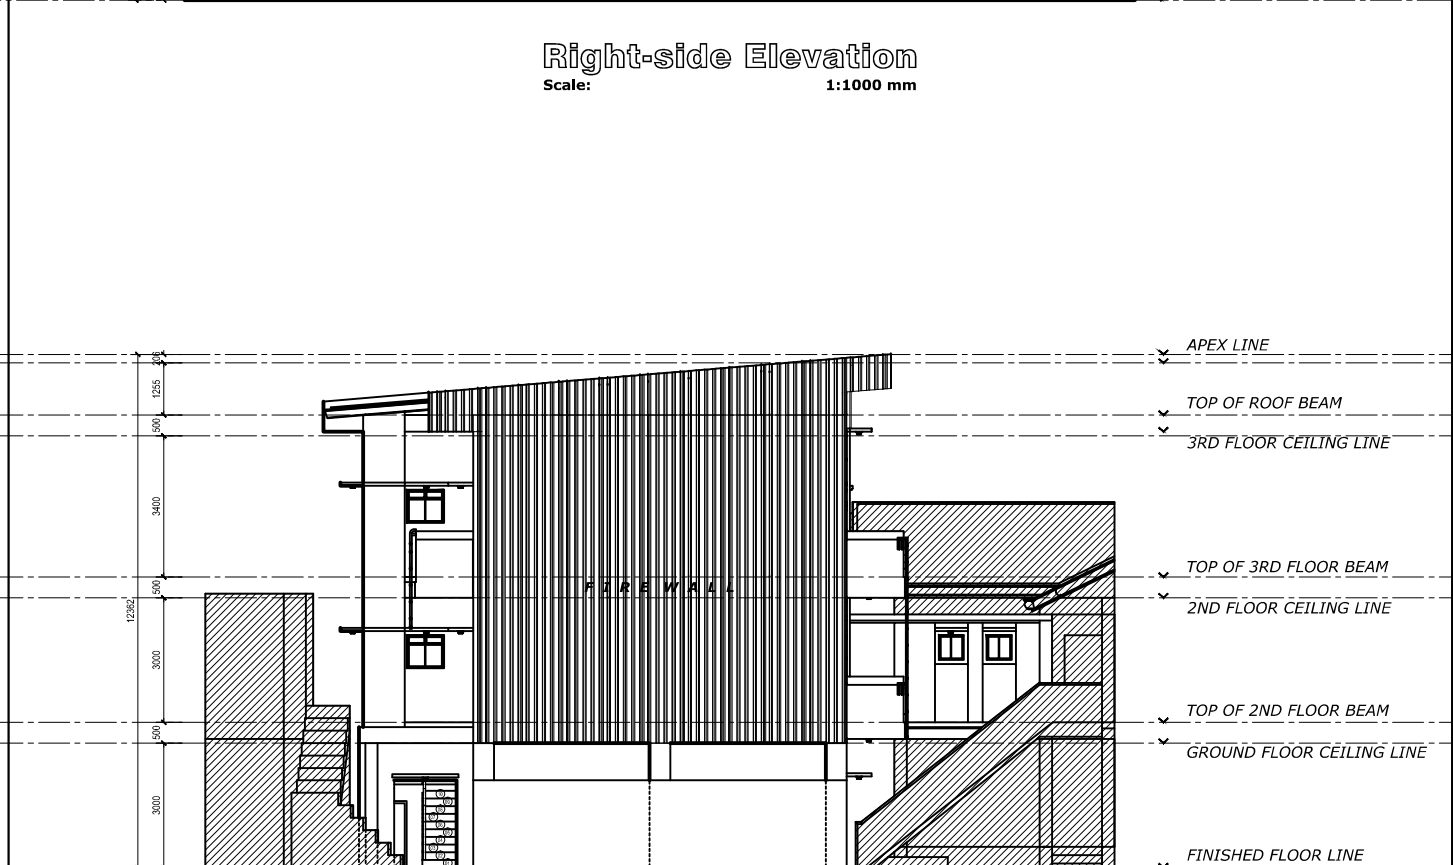 Right-side Elevation
Scale: 1:1000 mm
APEX LINE
1255
TOP OF ROOF BEAM
500
3RD FLOOR CEILING LINE
3400
TOP OF 3RD FLOOR BEAM
500
FIREWALL
2ND FLOOR CEILING LINE
12362
3000
TOP OF 2ND FLOOR BEAM
500
GROUND FLOOR CEILING LINE
3000
FINISHED FLOOR LINE